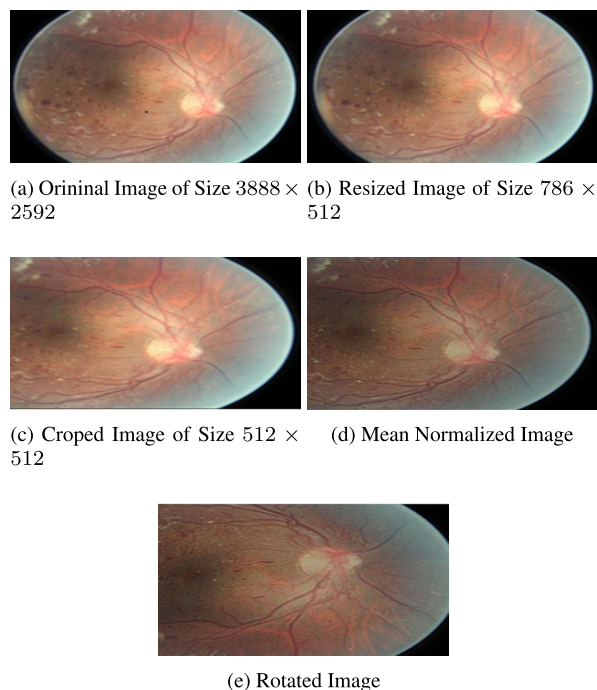 (a) Orininal Image of Size 3888 ×
2592
(b) Resized Image of Size 786 ×
512
(c) Croped Image of Size 512 ×
512
(d) Mean Normalized Image
(e) Rotated Image